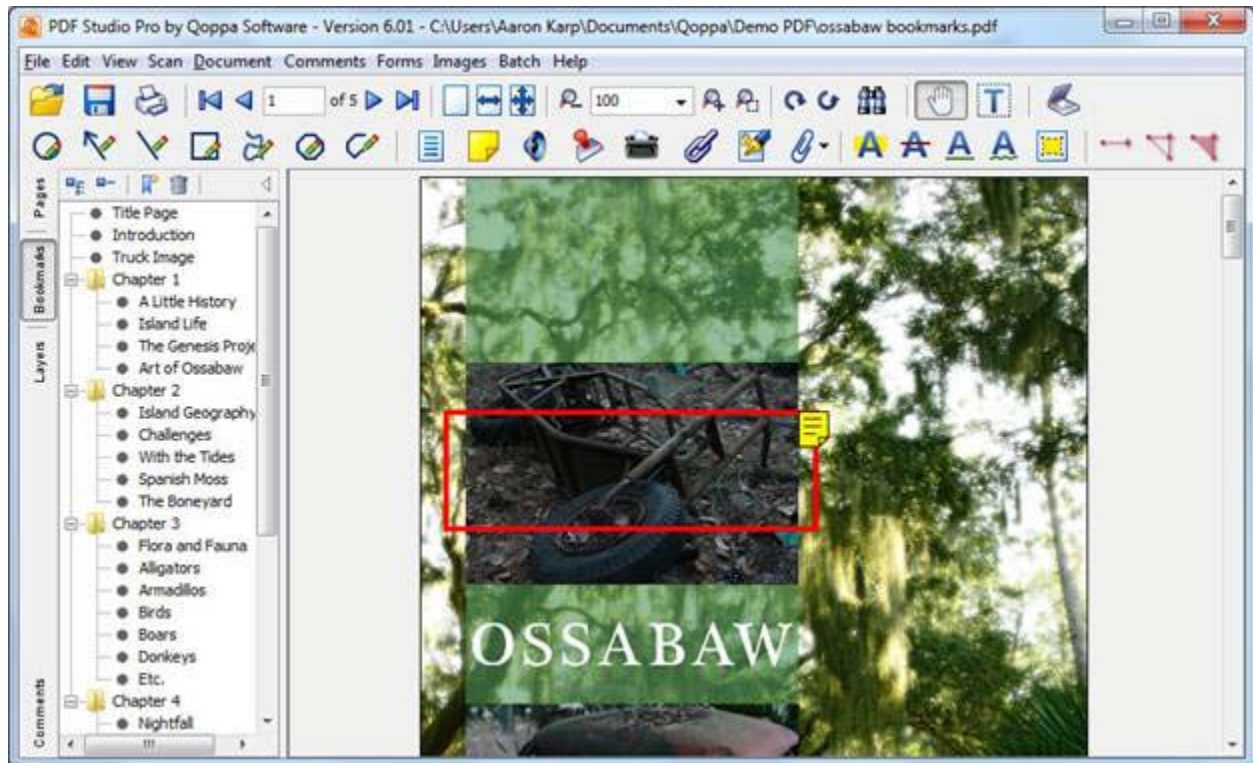 PDF Studio Pro by Qoppa Software - Version 6.01 - C:\Users\Aaron Karp\Documents\Qoppa\Demo PDF\ossabaw bookmarks.pdf
File Edit View Scan Document Comments Forms Images Batch Help
1 of 5 100
T
A A A A
Pages
Bookmarks
Layers
Comments
Title Page
Introduction
Truck Image
Chapter 1
A Little History
Island Life
The Genesis Proje
Art of Ossabaw
Chapter 2
Island Geography
Challenges
With the Tides
Spanish Moss
The Boneyard
Chapter 3
Flora and Fauna
Alligators
Armadillos
Birds
Boars
Donkeys
Etc.
Chapter 4
Nightfall
OSSABAW